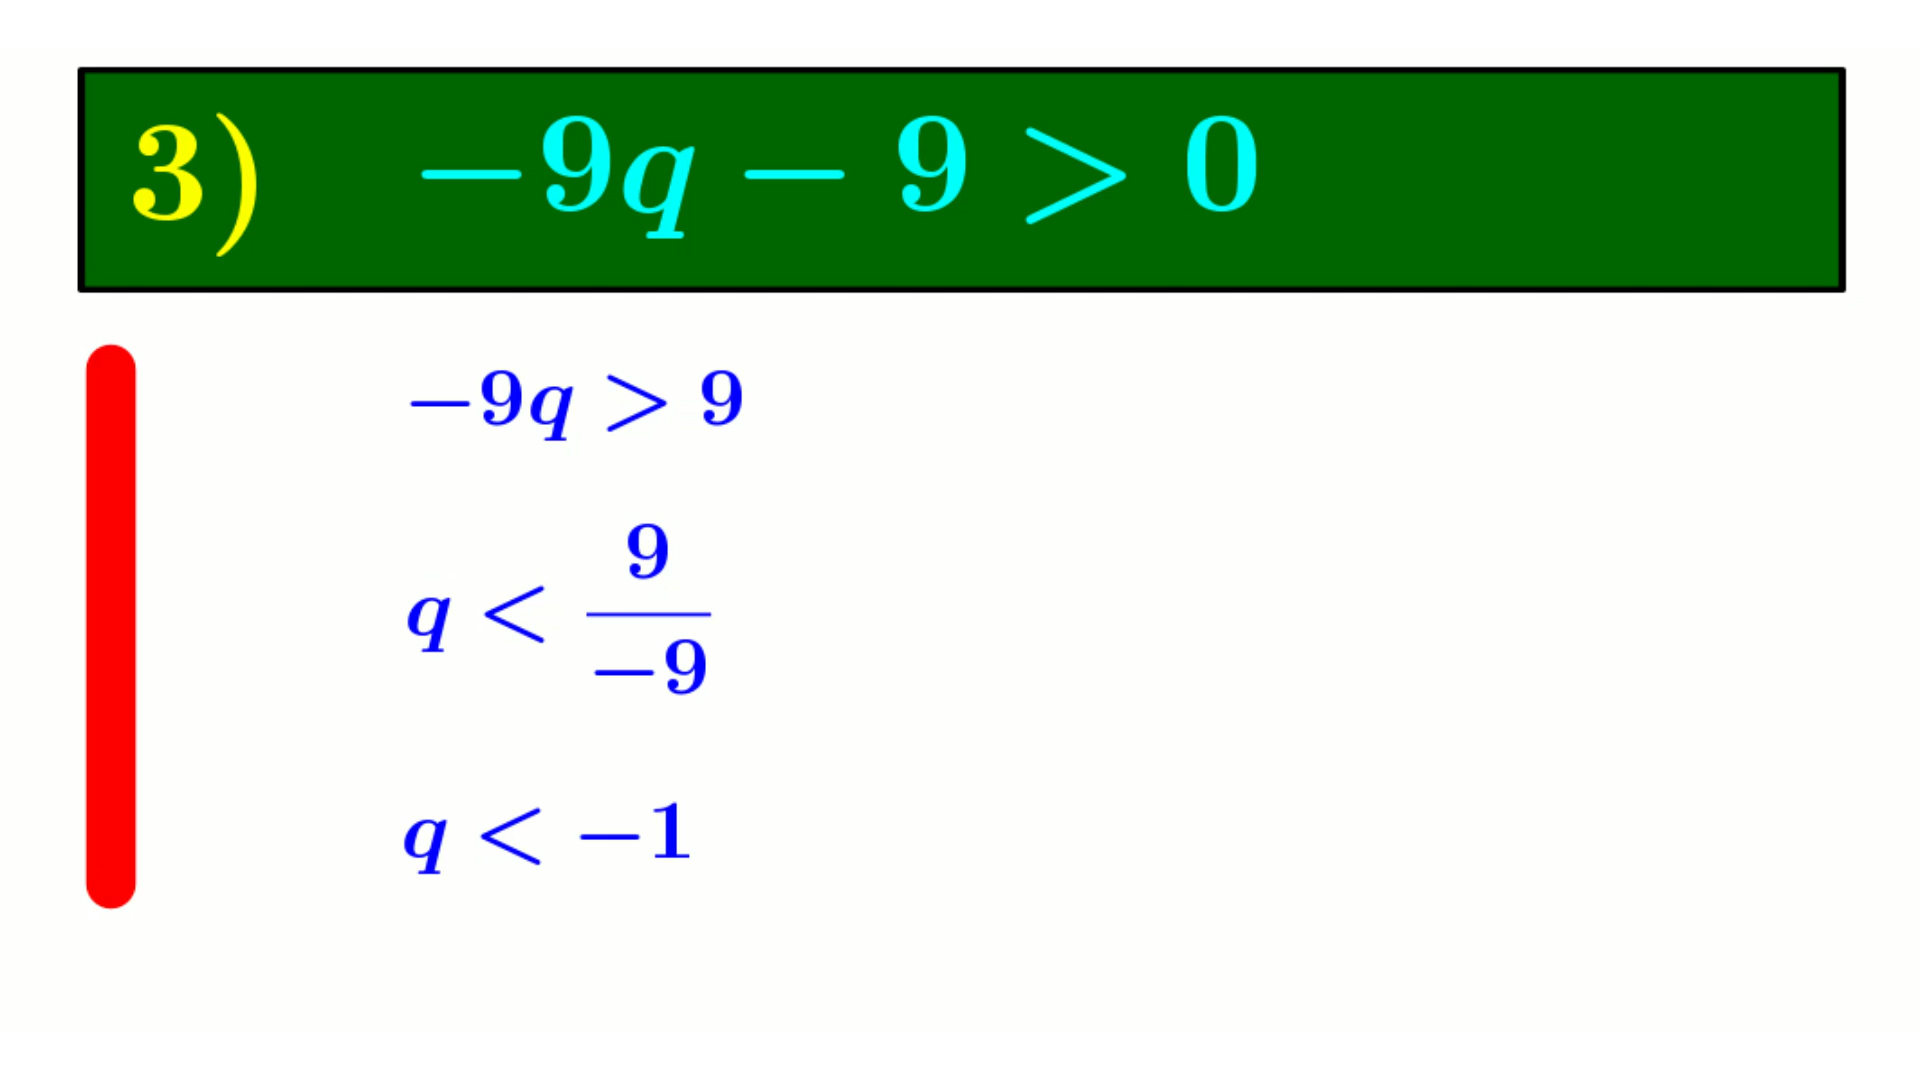 3) −9q − 9 > 0
−9q > 9
q < 9/−9
q < −1